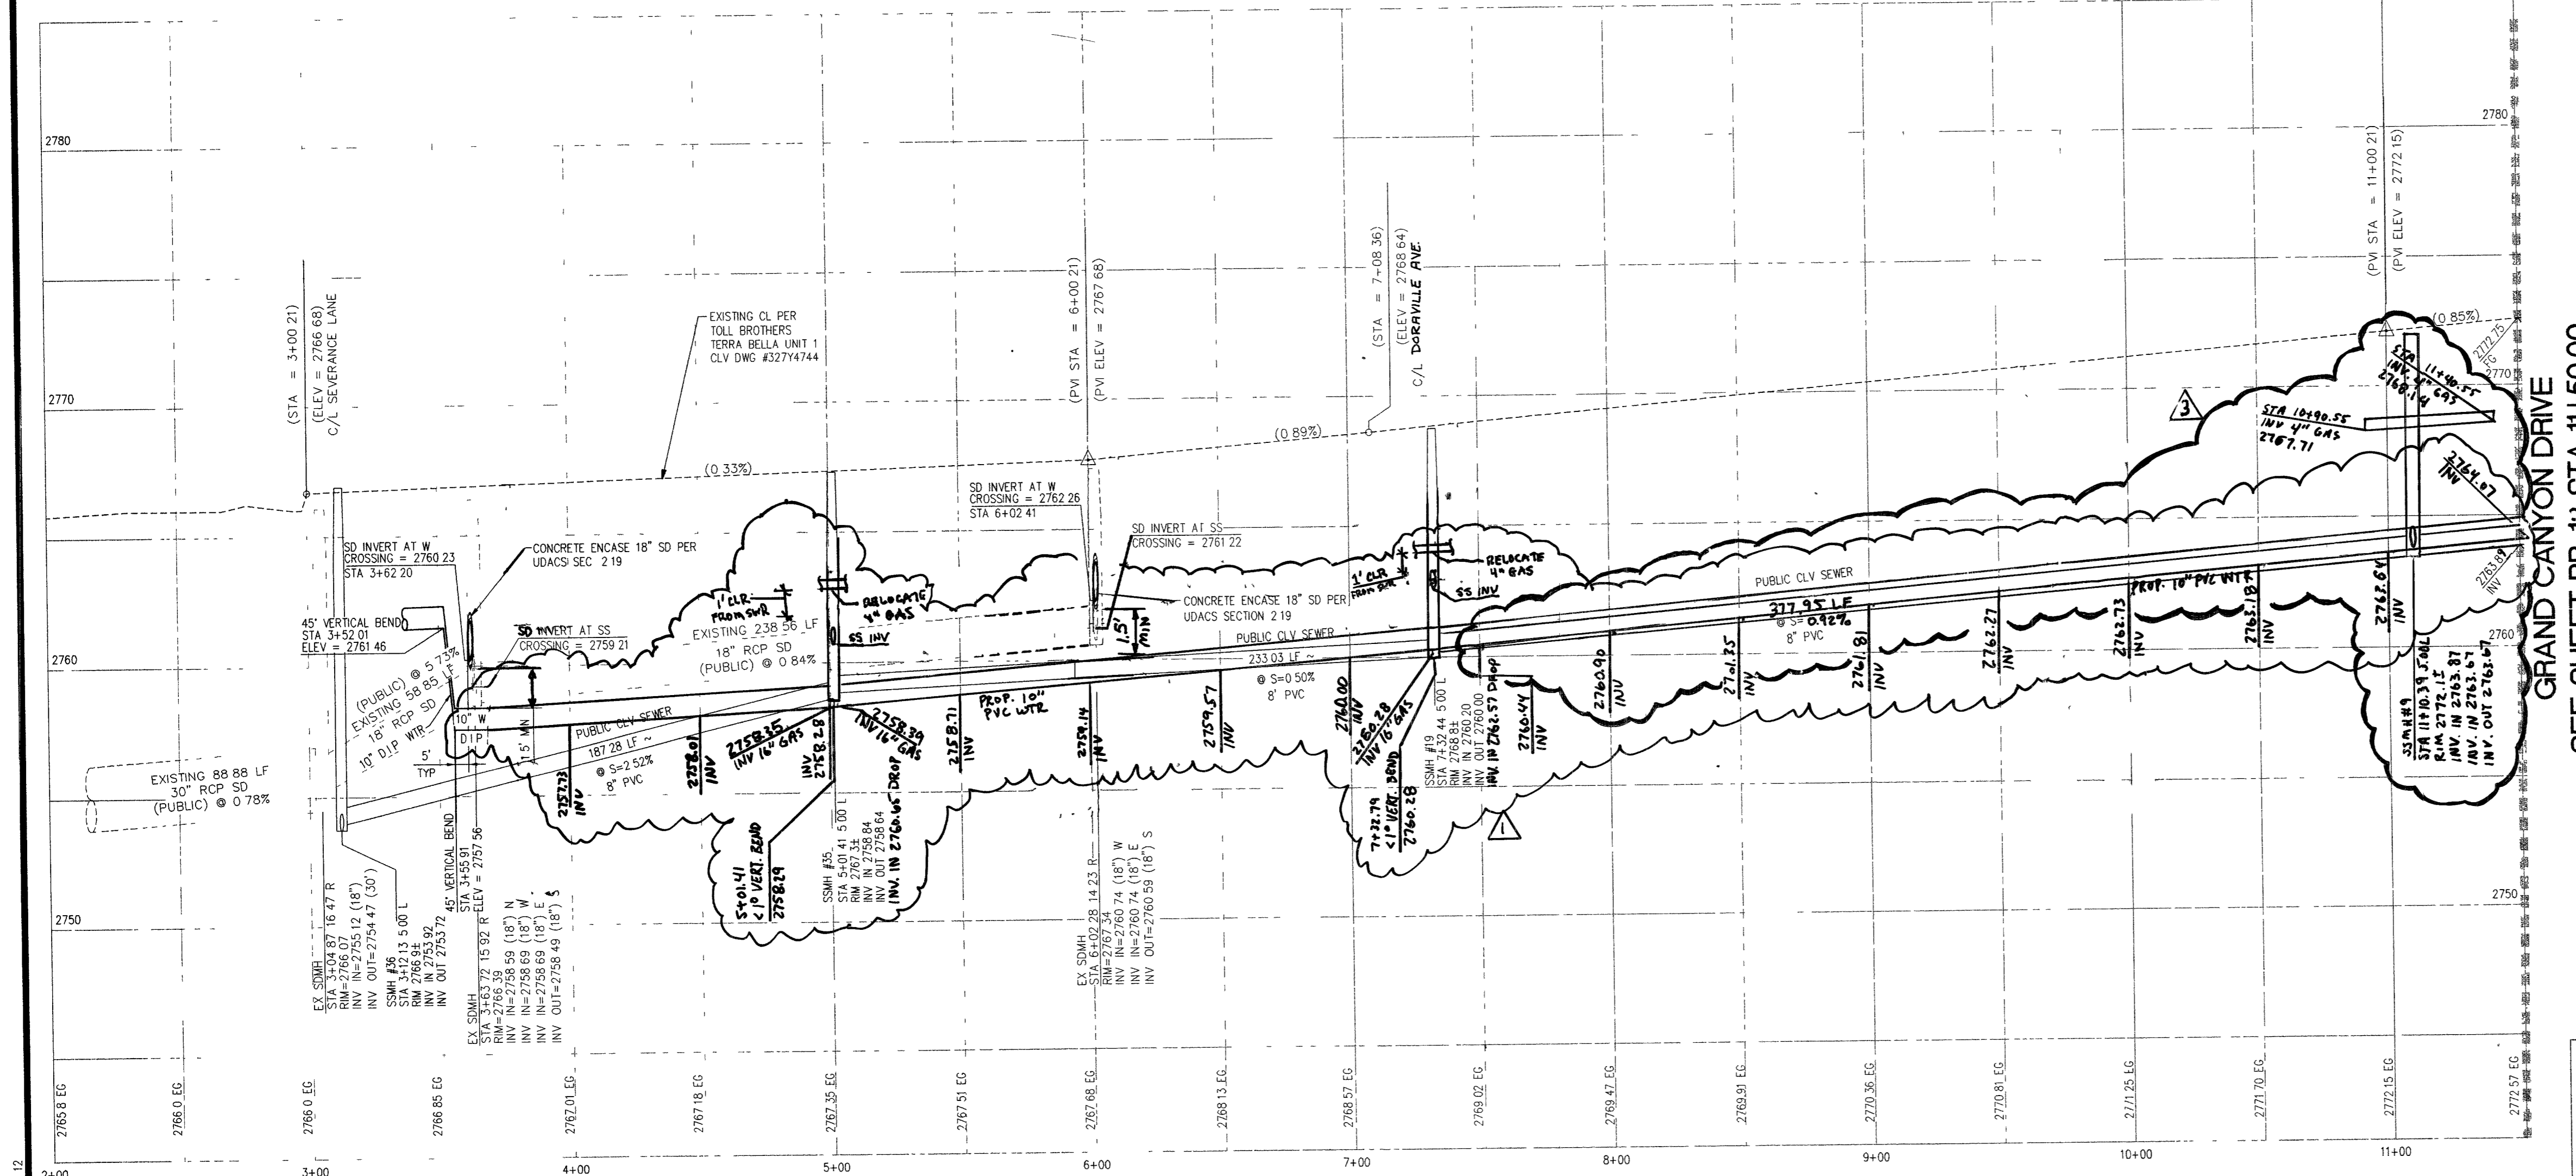 2780
2780
2770
2770
2760
2760
2750
2750
(STA = 3+00 21)
(ELEV = 2766 68)
C/L SEVERANCE LANE
EXISTING CL PER
TOLL BROTHERS
TERRA BELLA UNIT 1
CLV DWG #327Y4744
(PVI STA = 6+00 21)
(PVI ELEV = 2767 68)
(STA = 7+08 36)
(ELEV = 2768 64)
C/L DORAVILLE AVE.
(PVI STA = 11+00 21)
(PVI ELEV = 2772 15)
(0 33%)
(0 89%)
(0 85%)
2772 75
EG
STA 11+40.55
INV. 4" GAS
2768.14
STA 10+90.55
INV 4" GAS
2767.71
3
2764.07
INV
2763 89
INV
GRAND CANYON DRIVE
SD INVERT AT W
CROSSING = 2760 23
STA 3+62 20
CONCRETE ENCASE 18" SD PER
UDACS SEC 2 19
45' VERTICAL BEND
STA 3+52 01
ELEV = 2761 46
SD INVERT AT SS
CROSSING = 2759 21
(PUBLIC) @ 5 73%
EXISTING 58 85 LF
18" RCP SD
10" DIP WTR
EXISTING 88 88 LF
30" RCP SD
(PUBLIC) @ 0 78%
5'
TYP
10" W
DIP
1 5' MIN
1' CLR
FROM SWR
RELOCATE
4" GAS
SS INV
EXISTING 238 56 LF
18" RCP SD
(PUBLIC) @ 0 84%
SD INVERT AT W
CROSSING = 2762 26
STA 6+02 41
SD INVERT AT SS
CROSSING = 2761 22
1.5'
MIN
CONCRETE ENCASE 18" SD PER
UDACS SECTION 2 19
1' CLR
FROM SWR
RELOCATE
4" GAS
SS INV
PUBLIC CLV SEWER
187 28 LF ~
@ S=2 52%
8" PVC
PROP. 10"
PVC WTR
PUBLIC CLV SEWER
233 03 LF ~
@ S=0 50%
8' PVC
PUBLIC CLV SEWER
377.95 LF
@ S= 0.92%
8" PVC
PROP. 10" PVC WTR
2757.73
INV
2758.01
INV
2758.35
INV 16" GAS
2758.28
INV
2758.39
INV 16" GAS
2758.71
INV
2759.14
INV
2759.57
INV
2760.00
INV
2760.28
INV 16" GAS
2760.44
INV
2760.90
INV
2761.35
INV
2761.81
INV
2762.27
INV
2762.73
INV
2763.18
INV
2763.64
INV
5+01.41
<1° VERT. BEND
2758.29
7+32.79
<1° VERT. BEND
2760.28
1
SSMH #35
STA 5+01 41 5 00 L
RIM 2767.3±
INV IN 2758 84
INV OUT 2758 64
INV. IN 2760.65 DROP
SSMH #19
STA 7+32 44 5 00 L
RIM 2768 8±
INV IN 2760 20
INV OUT 2760 00
INV. IN 2762.57 DROP
SSMH #9
STA 11+10.39 5.00L
RIM 2772.1±
INV. IN 2763.87
INV. IN 2763.67
INV. OUT 2763.67
EX SDMH
STA 3+04 87 16 47 R
RIM=2766 07
INV IN=2755 12 (18")
INV OUT=2754 47 (30')
SSMH #36
STA 3+12 13 5 00 L
RIM 2766 9±
INV IN 2753 92
INV OUT 2753 72
45' VERTICAL BEND
STA 3+55 91
ELEV = 2757 56
EX SDMH
STA 3+63 72 15 92 R
RIM=2766 39
INV IN=2758 59 (18") N
INV IN=2758 69 (18") W
INV IN=2758 69 (18") E
INV OUT=2758 49 (18") S
EX SDMH
STA 6+02 28 14 23 R
RIM=2767 34
INV IN=2760 74 (18") W
INV IN=2760 74 (18") E
INV OUT=2760 59 (18") S
2765 8 EG
2766 0 EG
2766 0 EG
2766 85 EG
2767 01 EG
2767 18 EG
2767 35 EG
2767 51 EG
2767 68 EG
2768 13 EG
2768 57 EG
2769 02 EG
2769 47 EG
2769.91 EG
2770 36 EG
2770 81 EG
2771 25 EG
2771 70 EG
2772 15 EG
2772 57 EG
12
2+00
3+00
4+00
5+00
6+00
7+00
8+00
9+00
10+00
11+00